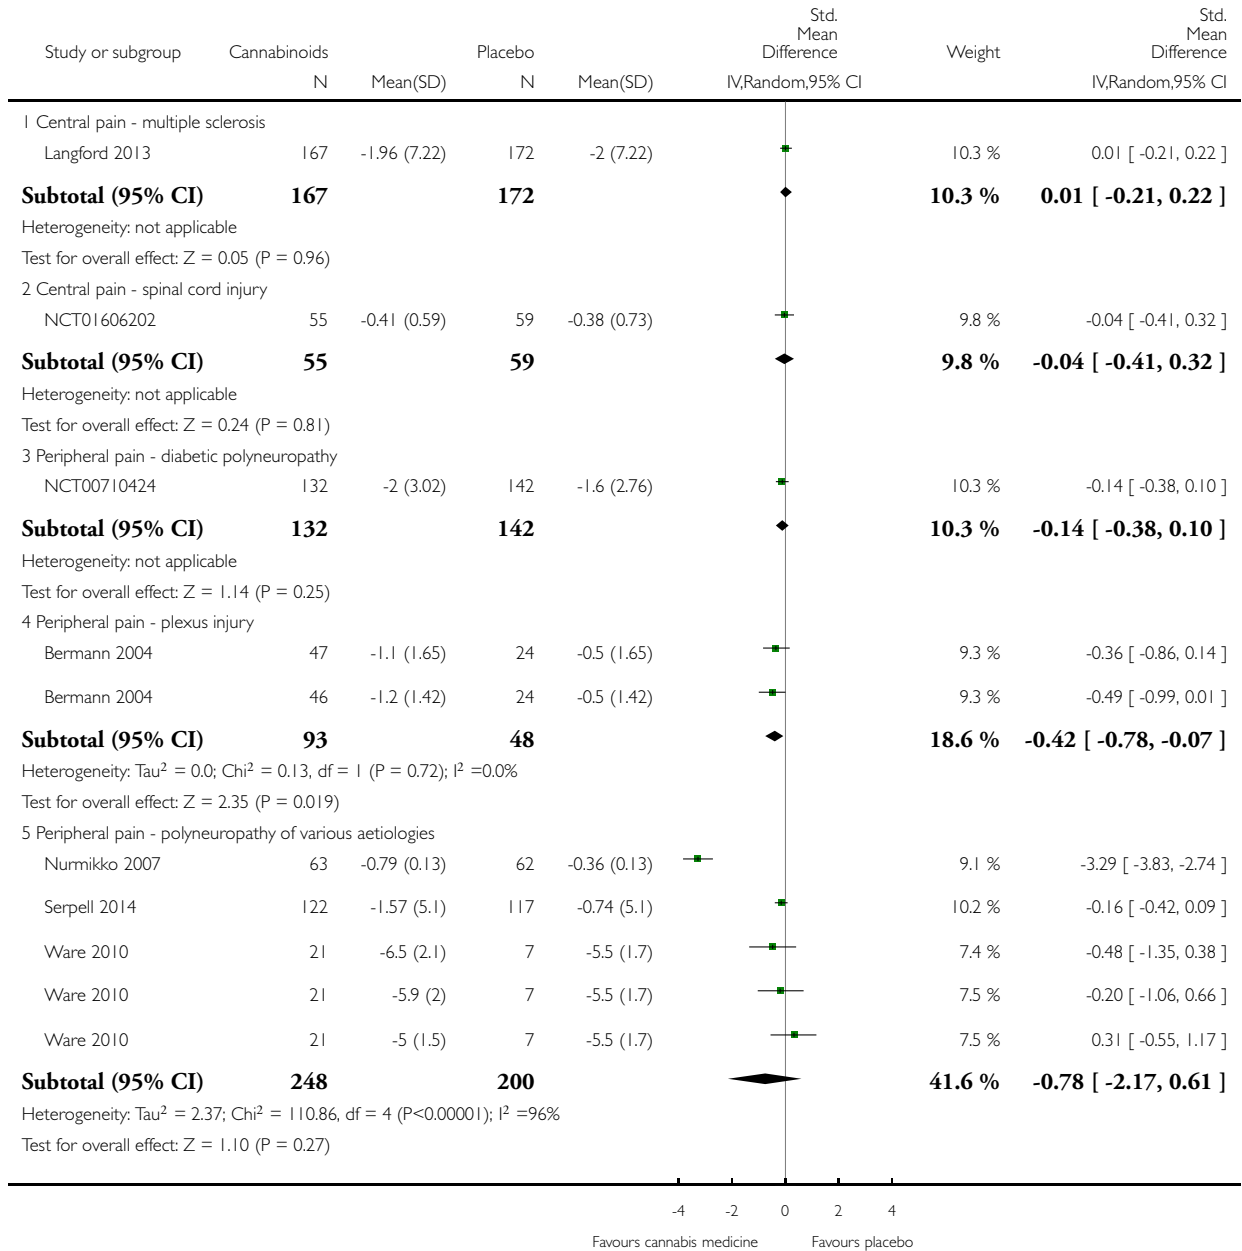 Std. Mean Difference Std. Mean Difference
Study or subgroup Cannabinoids Placebo Weight
N Mean(SD) N Mean(SD) IV,Random,95% CI IV,Random,95% CI
1 Central pain - multiple sclerosis
Langford 2013 167 -1.96 (7.22) 172 -2 (7.22) 10.3 % 0.01 [ -0.21, 0.22 ]
Subtotal (95% CI) 167 172 10.3 % 0.01 [ -0.21, 0.22 ]
Heterogeneity: not applicable
Test for overall effect: Z = 0.05 (P = 0.96)
2 Central pain - spinal cord injury
NCT01606202 55 -0.41 (0.59) 59 -0.38 (0.73) 9.8 % -0.04 [ -0.41, 0.32 ]
Subtotal (95% CI) 55 59 9.8 % -0.04 [ -0.41, 0.32 ]
Heterogeneity: not applicable
Test for overall effect: Z = 0.24 (P = 0.81)
3 Peripheral pain - diabetic polyneuropathy
NCT00710424 132 -2 (3.02) 142 -1.6 (2.76) 10.3 % -0.14 [ -0.38, 0.10 ]
Subtotal (95% CI) 132 142 10.3 % -0.14 [ -0.38, 0.10 ]
Heterogeneity: not applicable
Test for overall effect: Z = 1.14 (P = 0.25)
4 Peripheral pain - plexus injury
Bermann 2004 47 -1.1 (1.65) 24 -0.5 (1.65) 9.3 % -0.36 [ -0.86, 0.14 ]
Bermann 2004 46 -1.2 (1.42) 24 -0.5 (1.42) 9.3 % -0.49 [ -0.99, 0.01 ]
Subtotal (95% CI) 93 48 18.6 % -0.42 [ -0.78, -0.07 ]
Heterogeneity: Tau² = 0.0; Chi² = 0.13, df = 1 (P = 0.72); I² =0.0%
Test for overall effect: Z = 2.35 (P = 0.019)
5 Peripheral pain - polyneuropathy of various aetiologies
Nurmikko 2007 63 -0.79 (0.13) 62 -0.36 (0.13) 9.1 % -3.29 [ -3.83, -2.74 ]
Serpell 2014 122 -1.57 (5.1) 117 -0.74 (5.1) 10.2 % -0.16 [ -0.42, 0.09 ]
Ware 2010 21 -6.5 (2.1) 7 -5.5 (1.7) 7.4 % -0.48 [ -1.35, 0.38 ]
Ware 2010 21 -5.9 (2) 7 -5.5 (1.7) 7.5 % -0.20 [ -1.06, 0.66 ]
Ware 2010 21 -5 (1.5) 7 -5.5 (1.7) 7.5 % 0.31 [ -0.55, 1.17 ]
Subtotal (95% CI) 248 200 41.6 % -0.78 [ -2.17, 0.61 ]
Heterogeneity: Tau² = 2.37; Chi² = 110.86, df = 4 (P<0.00001); I² =96%
Test for overall effect: Z = 1.10 (P = 0.27)
-4 -2 0 2 4
Favours cannabis medicine Favours placebo